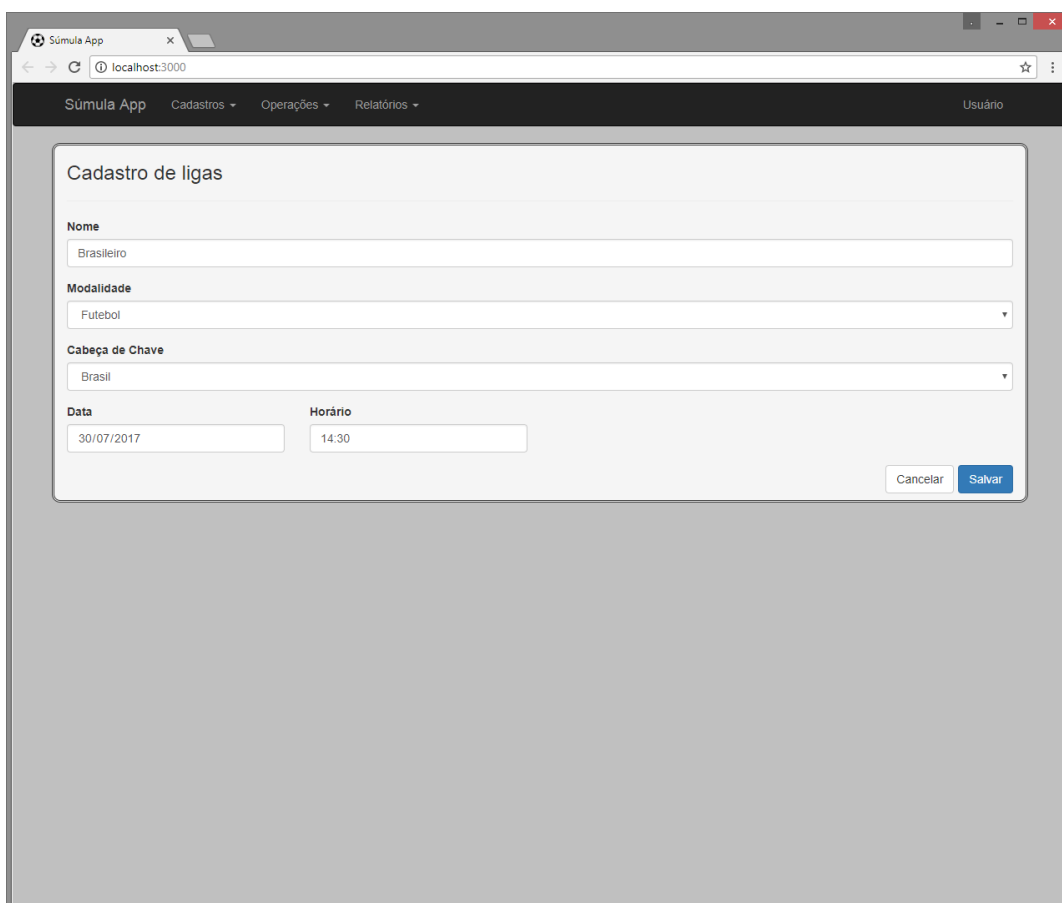 Súmula App
localhost:3000
Súmula App Cadastros Operações Relatórios Usuário
Cadastro de ligas
Nome
Brasileiro
Modalidade
Futebol
Cabeça de Chave
Brasil
Data Horário
30/07/2017 14:30
Cancelar Salvar